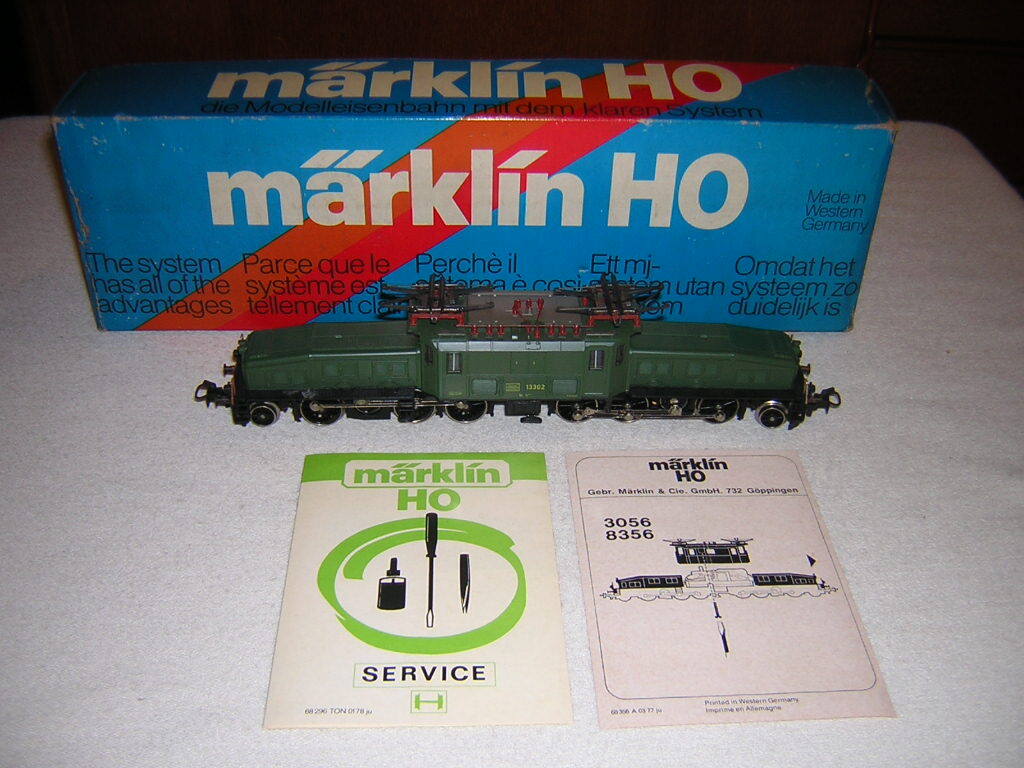 märklin HO
die Modelleisenbahn mit dem klaren System
märklin HO
Made in
Western
Germany
The system
has all of the
advantages
Parce que le
système est
tellement
Perchè il
è così
Ett mj-
utan
Omdat het
systeem zo
duidelijk is
13302
märklin
HO
SERVICE
68 296 TON 0178 ju
märklin
HO
Gebr. Märklin & Cie. GmbH. 732 Göppingen
3056
8356
Printed in Western Germany
Imprimé en Allemagne
68 356 A 03 77 ju